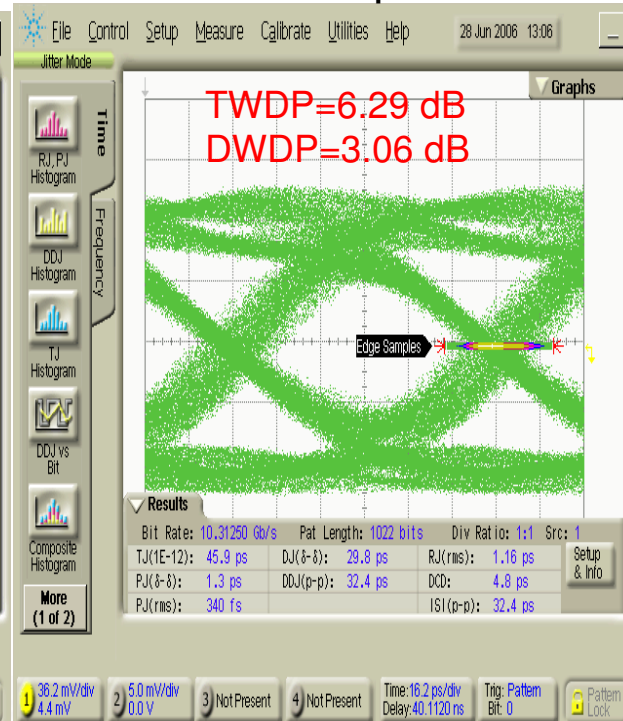 File Control Setup Measure Calibrate Utilities Help 28 Jun 2006 13:06
Jitter Mode
Graphs
TWDP=6.29 dB
DWDP=3.06 dB
Time
Frequency
RJ, PJ
Histogram
DDJ
Histogram
TJ
Histogram
DDJ vs
Bit
Composite
Histogram
More
(1 of 2)
Edge Samples
Results
Bit Rate: 10.31250 Gb/s Pat Length: 1022 bits Div Ratio: 1:1 Src: 1
TJ(1E-12): 45.9 ps DJ(δ-δ): 29.8 ps RJ(rms): 1.16 ps
PJ(δ-δ): 1.3 ps DDJ(p-p): 32.4 ps DCD: 4.8 ps
PJ(rms): 340 fs ISI(p-p): 32.4 ps
Setup
& Info
1 36.2 mV/div
4.4 mV
2 5.0 mV/div
0.0 V
3 Not Present
4 Not Present
Time:16.2 ps/div
Delay:40.1120 ns
Trig: Pattern
Bit: 0
Pattern
Lock